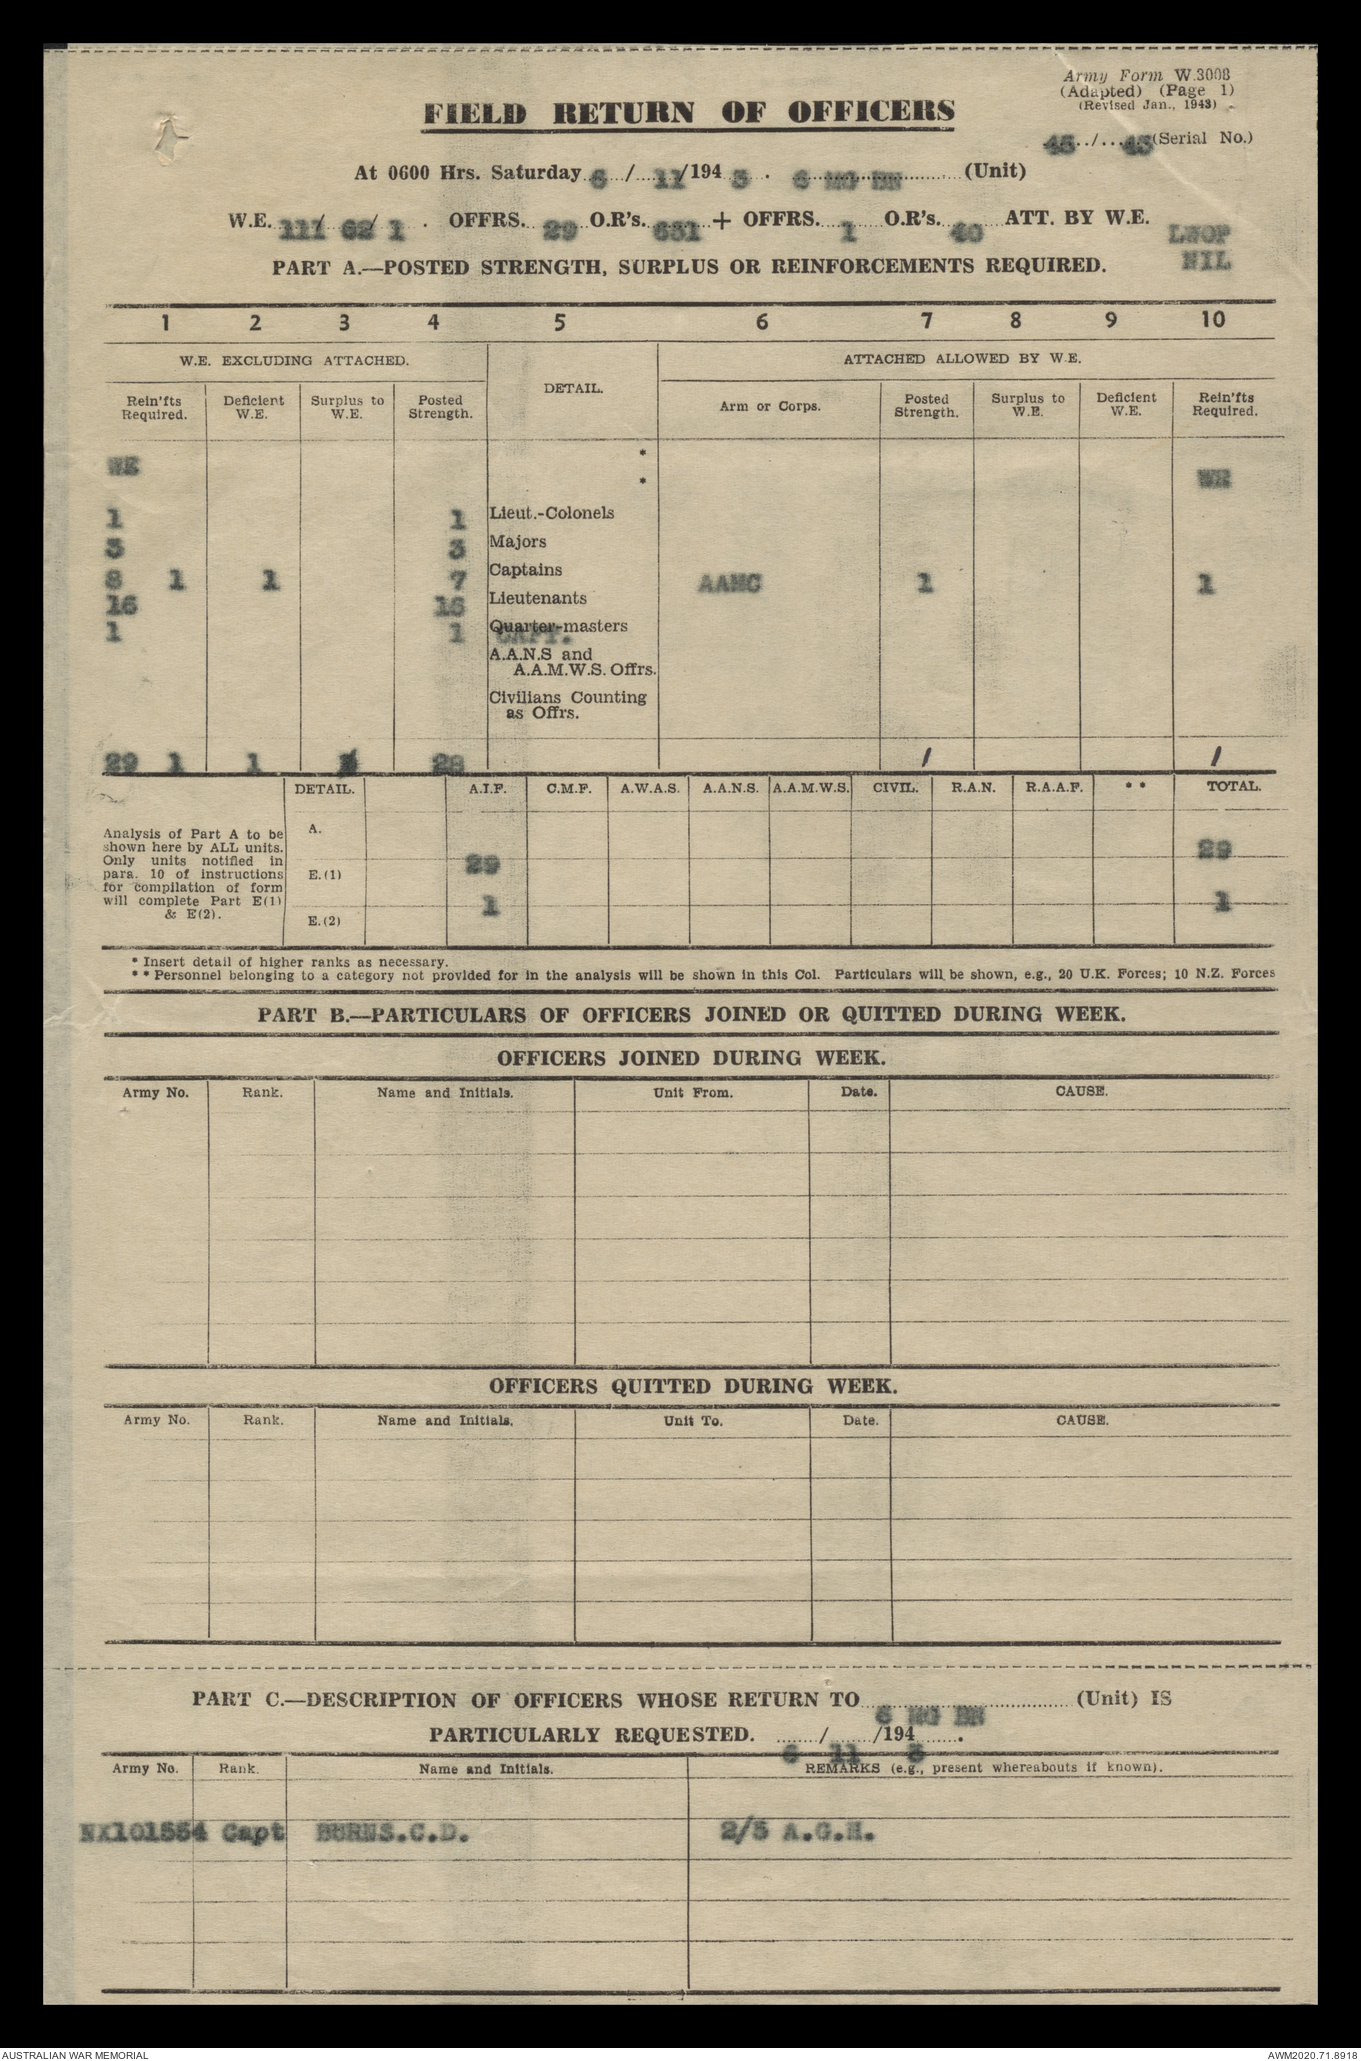 Army Form W.3008
(Adapted) (Page 1)
(Revised Jan., 1943)
FIELD RETURN OF OFFICERS
45../....43 (Serial No.)
At 0600 Hrs. Saturday 6 / 11 /194 3 . 6 MG BN (Unit)
W.E. 111/ 62/ 1 . OFFRS. 29 O.R's. 631 + OFFRS. 1 O.R's. 40 ATT. BY W.E. LWOP
NIL
PART A.—POSTED STRENGTH, SURPLUS OR REINFORCEMENTS REQUIRED.
1 2 3 4 5 6 7 8 9 10
W.E. EXCLUDING ATTACHED. DETAIL. ATTACHED ALLOWED BY W.E.
Rein'fts Required. Deficient W.E. Surplus to W.E. Posted Strength. Arm or Corps. Posted Strength. Surplus to W.E. Deficient W.E. Rein'fts Required.
WE *
* WE
1 1 Lieut.-Colonels
3 3 Majors
8 1 1 7 Captains AAMC 1 1
16 16 Lieutenants
1 1 Quarter-masters CAPT.
A.A.N.S and
A.A.M.W.S. Offrs.
Civilians Counting
as Offrs.
29 1 1 28 1 1
DETAIL. A.I.F. C.M.F. A.W.A.S. A.A.N.S. A.A.M.W.S. CIVIL. R.A.N. R.A.A.F. ** TOTAL.
Analysis of Part A to be
shown here by ALL units.
Only units notified in
para. 10 of instructions
for compilation of form
will complete Part E(1)
& E(2).
A.
29 29
E.(1)
1 1
E.(2)
* Insert detail of higher ranks as necessary.
** Personnel belonging to a category not provided for in the analysis will be shown in this Col. Particulars will be shown, e.g., 20 U.K. Forces; 10 N.Z. Forces
PART B.—PARTICULARS OF OFFICERS JOINED OR QUITTED DURING WEEK.
OFFICERS JOINED DURING WEEK.
Army No. Rank. Name and Initials. Unit From. Date. CAUSE.
OFFICERS QUITTED DURING WEEK.
Army No. Rank. Name and Initials. Unit To. Date. CAUSE.
PART C.—DESCRIPTION OF OFFICERS WHOSE RETURN TO 6 MG BN (Unit) IS
PARTICULARLY REQUESTED. 6 / 11 /194 3 .
Army No. Rank. Name and Initials. REMARKS (e.g., present whereabouts if known).
NX101554 Capt BURNS.C.D. 2/5 A.G.H.
AUSTRALIAN WAR MEMORIAL AWM2020.71.8918